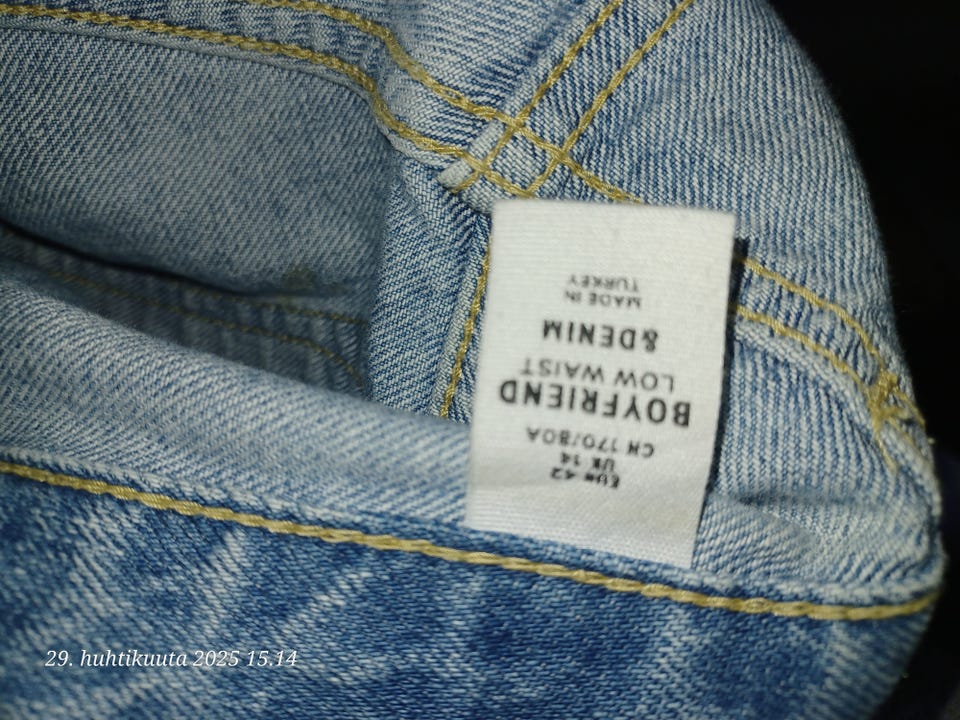 EUR 42
UK 14
CN 170/80A
BOYFRIEND
LOW WAIST
&DENIM
MADE IN
TURKEY
29. huhtikuuta 2025 15.14